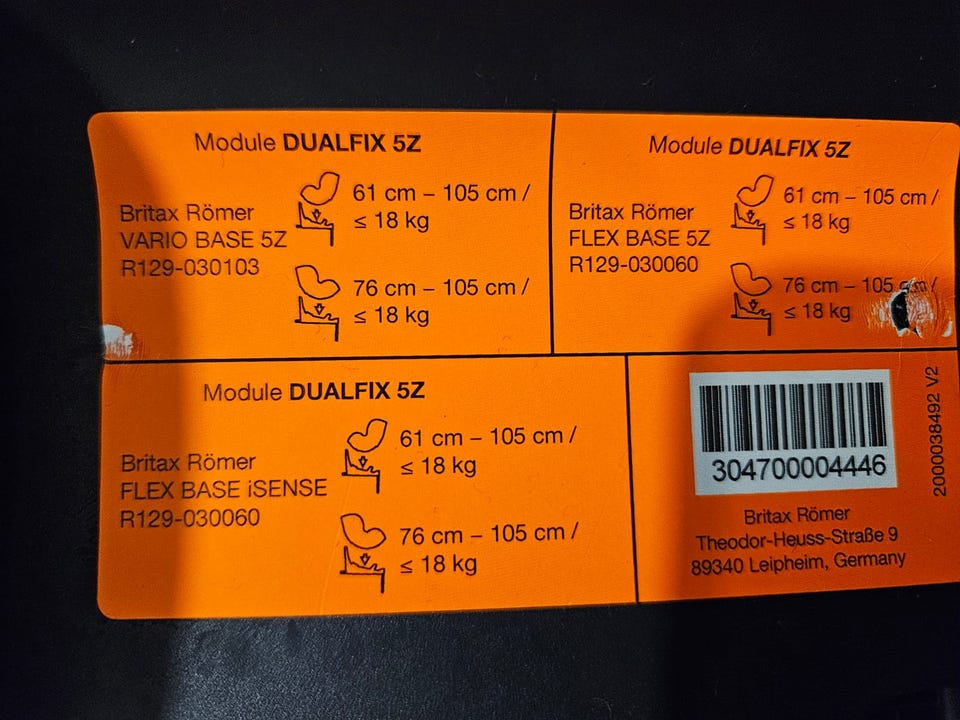 Module DUALFIX 5Z
Britax Römer
VARIO BASE 5Z
R129-030103
61 cm – 105 cm /
≤ 18 kg
76 cm – 105 cm /
≤ 18 kg
Module DUALFIX 5Z
Britax Römer
FLEX BASE 5Z
R129-030060
61 cm – 105 cm /
≤ 18 kg
76 cm – 105 cm /
≤ 18 kg
Module DUALFIX 5Z
Britax Römer
FLEX BASE iSENSE
R129-030060
61 cm – 105 cm /
≤ 18 kg
76 cm – 105 cm /
≤ 18 kg
304700004446
Britax Römer
Theodor-Heuss-Straße 9
89340 Leipheim, Germany
2000038492 V2